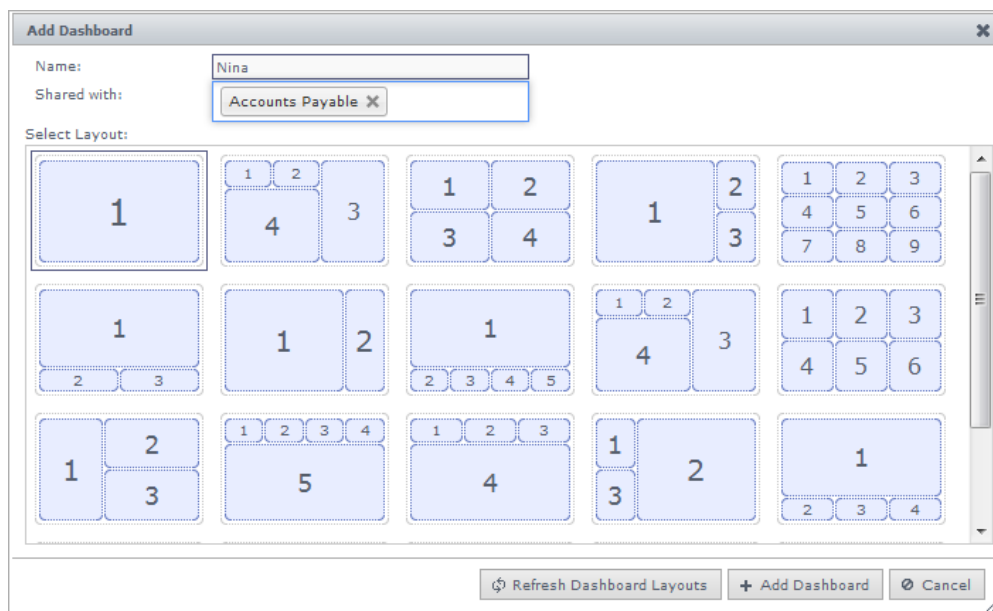 Add Dashboard
Name: Nina
Shared with: Accounts Payable
Select Layout:
1
1 2
4 3
1 2
3 4
1 2
3
1 2 3
4 5 6
7 8 9
1
2 3
1 2
1
2 3 4 5
1 2
4 3
1 2 3
4 5 6
1 2
3
1 2 3 4
5
1 2 3
4
1 2
3
1
2 3 4
Refresh Dashboard Layouts + Add Dashboard Cancel